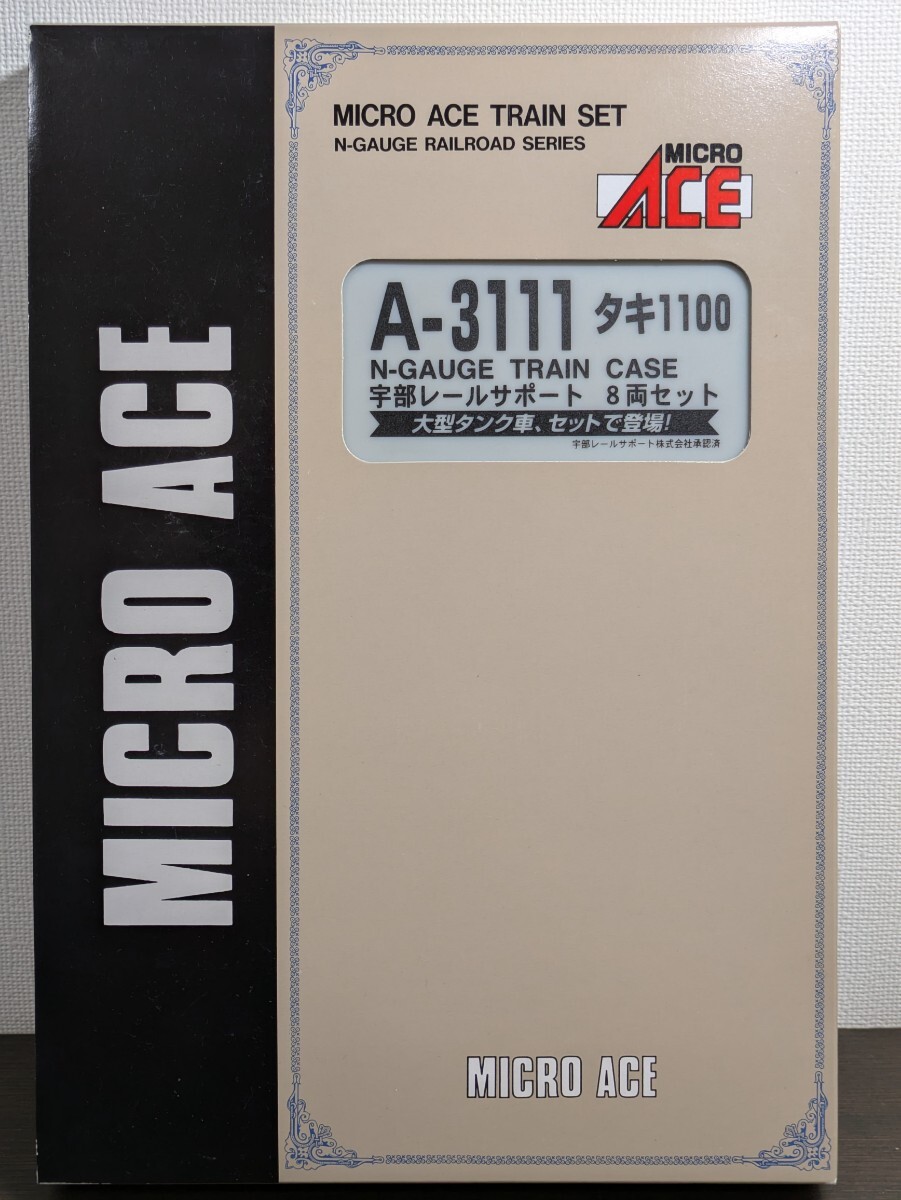 MICRO ACE
MICRO ACE TRAIN SET
N-GAUGE RAILROAD SERIES
MICRO
ACE
A-3111 タキ1100
N-GAUGE TRAIN CASE
宇部レールサポート 8両セット
大型タンク車、セットで登場!
宇部レールサポート株式会社承認済
MICRO ACE